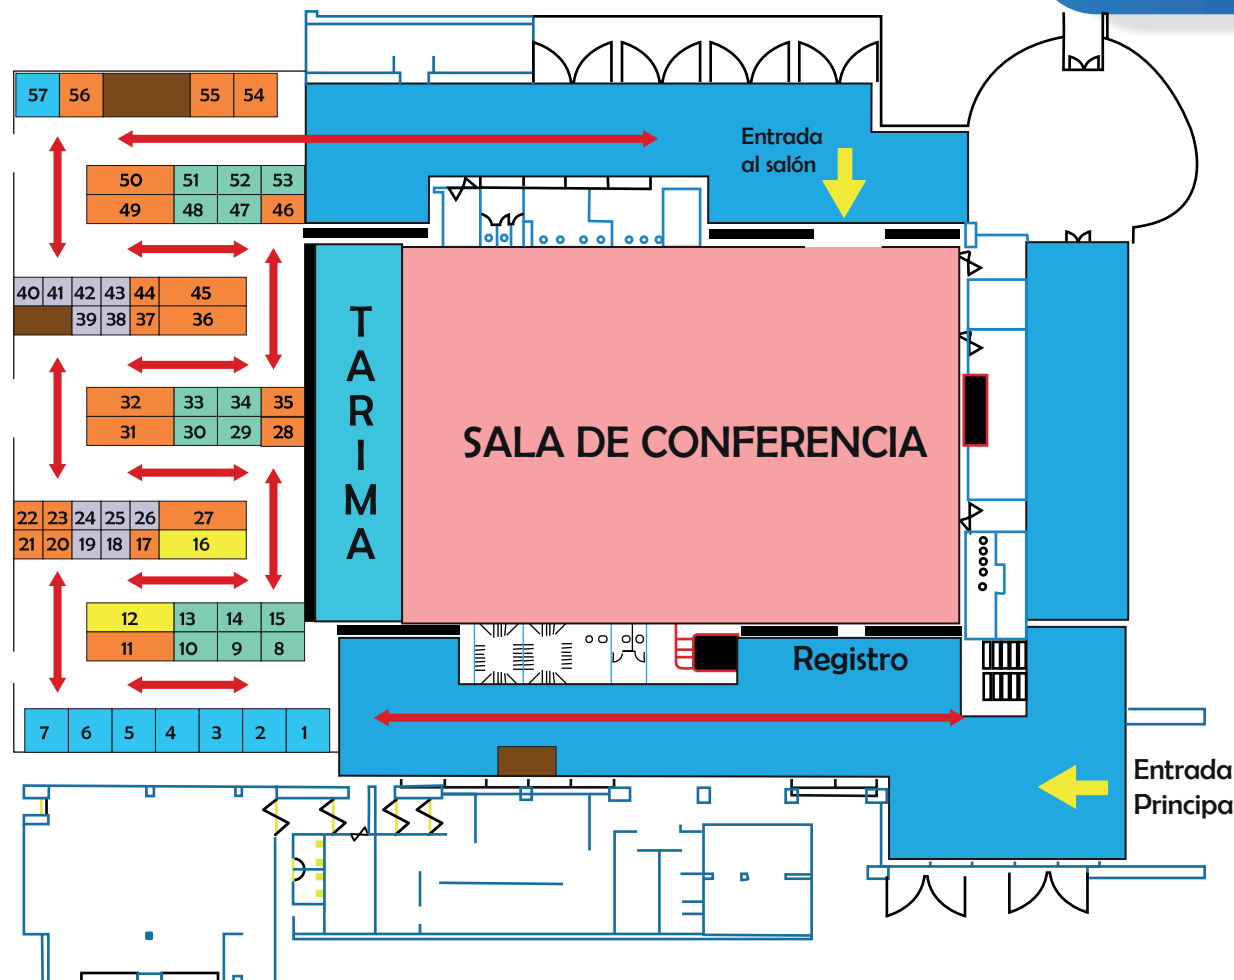 57 56 55 54
Entrada
al salón
50 51 52 53
49 48 47 46
40 41 42 43 44 45
39 38 37 36
TARIMA
32 33 34 35
31 30 29 28
SALA DE CONFERENCIA
22 23 24 25 26 27
21 20 19 18 17 16
12 13 14 15
11 10 9 8
Registro
7 6 5 4 3 2 1
Entrada
Principa